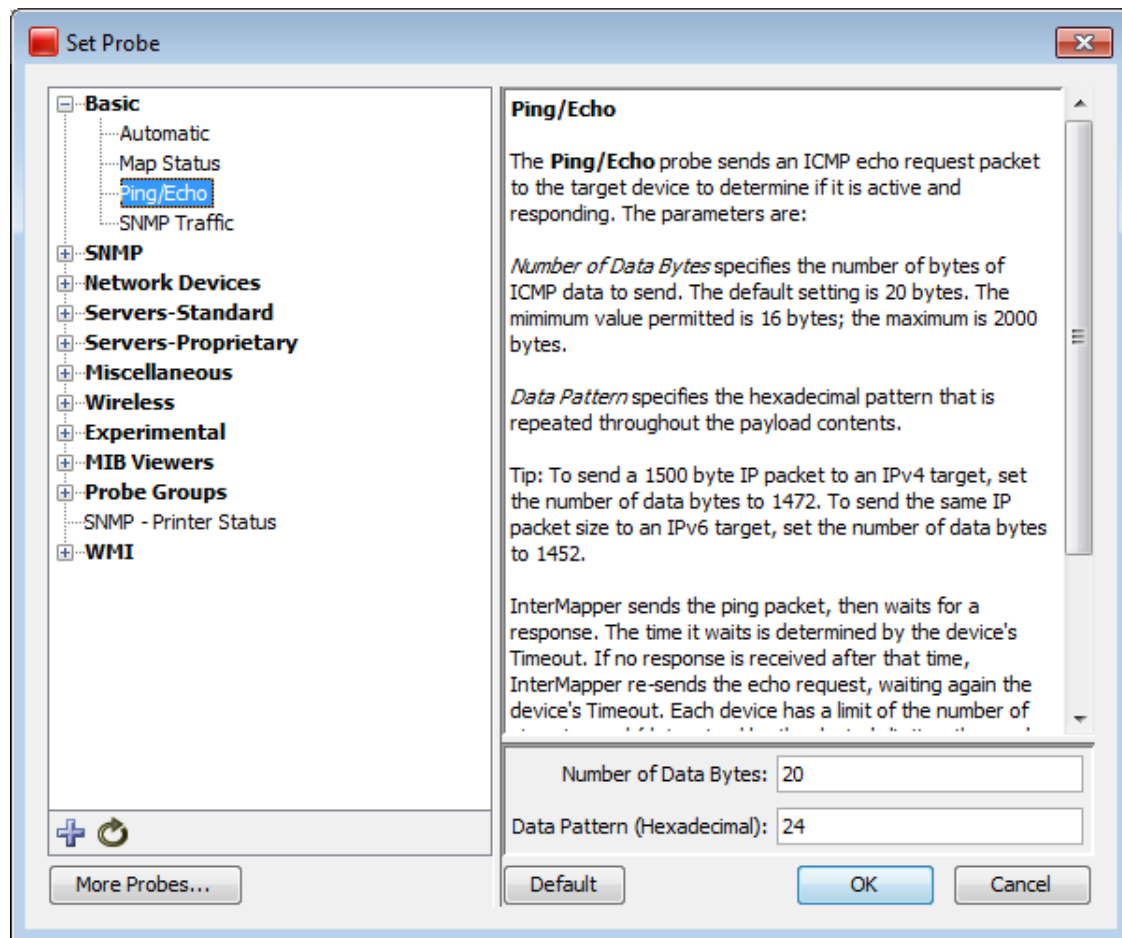 Set Probe
Basic
Automatic
Map Status
Ping/Echo
SNMP Traffic
SNMP
Network Devices
Servers-Standard
Servers-Proprietary
Miscellaneous
Wireless
Experimental
MIB Viewers
Probe Groups
SNMP - Printer Status
WMI
More Probes...
Ping/Echo
The Ping/Echo probe sends an ICMP echo request packet
to the target device to determine if it is active and
responding. The parameters are:
Number of Data Bytes specifies the number of bytes of
ICMP data to send. The default setting is 20 bytes. The
mimimum value permitted is 16 bytes; the maximum is 2000
bytes.
Data Pattern specifies the hexadecimal pattern that is
repeated throughout the payload contents.
Tip: To send a 1500 byte IP packet to an IPv4 target, set
the number of data bytes to 1472. To send the same IP
packet size to an IPv6 target, set the number of data bytes
to 1452.
InterMapper sends the ping packet, then waits for a
response. The time it waits is determined by the device's
Timeout. If no response is received after that time,
InterMapper re-sends the echo request, waiting again the
device's Timeout. Each device has a limit of the number of
Number of Data Bytes: 20
Data Pattern (Hexadecimal): 24
Default
OK
Cancel